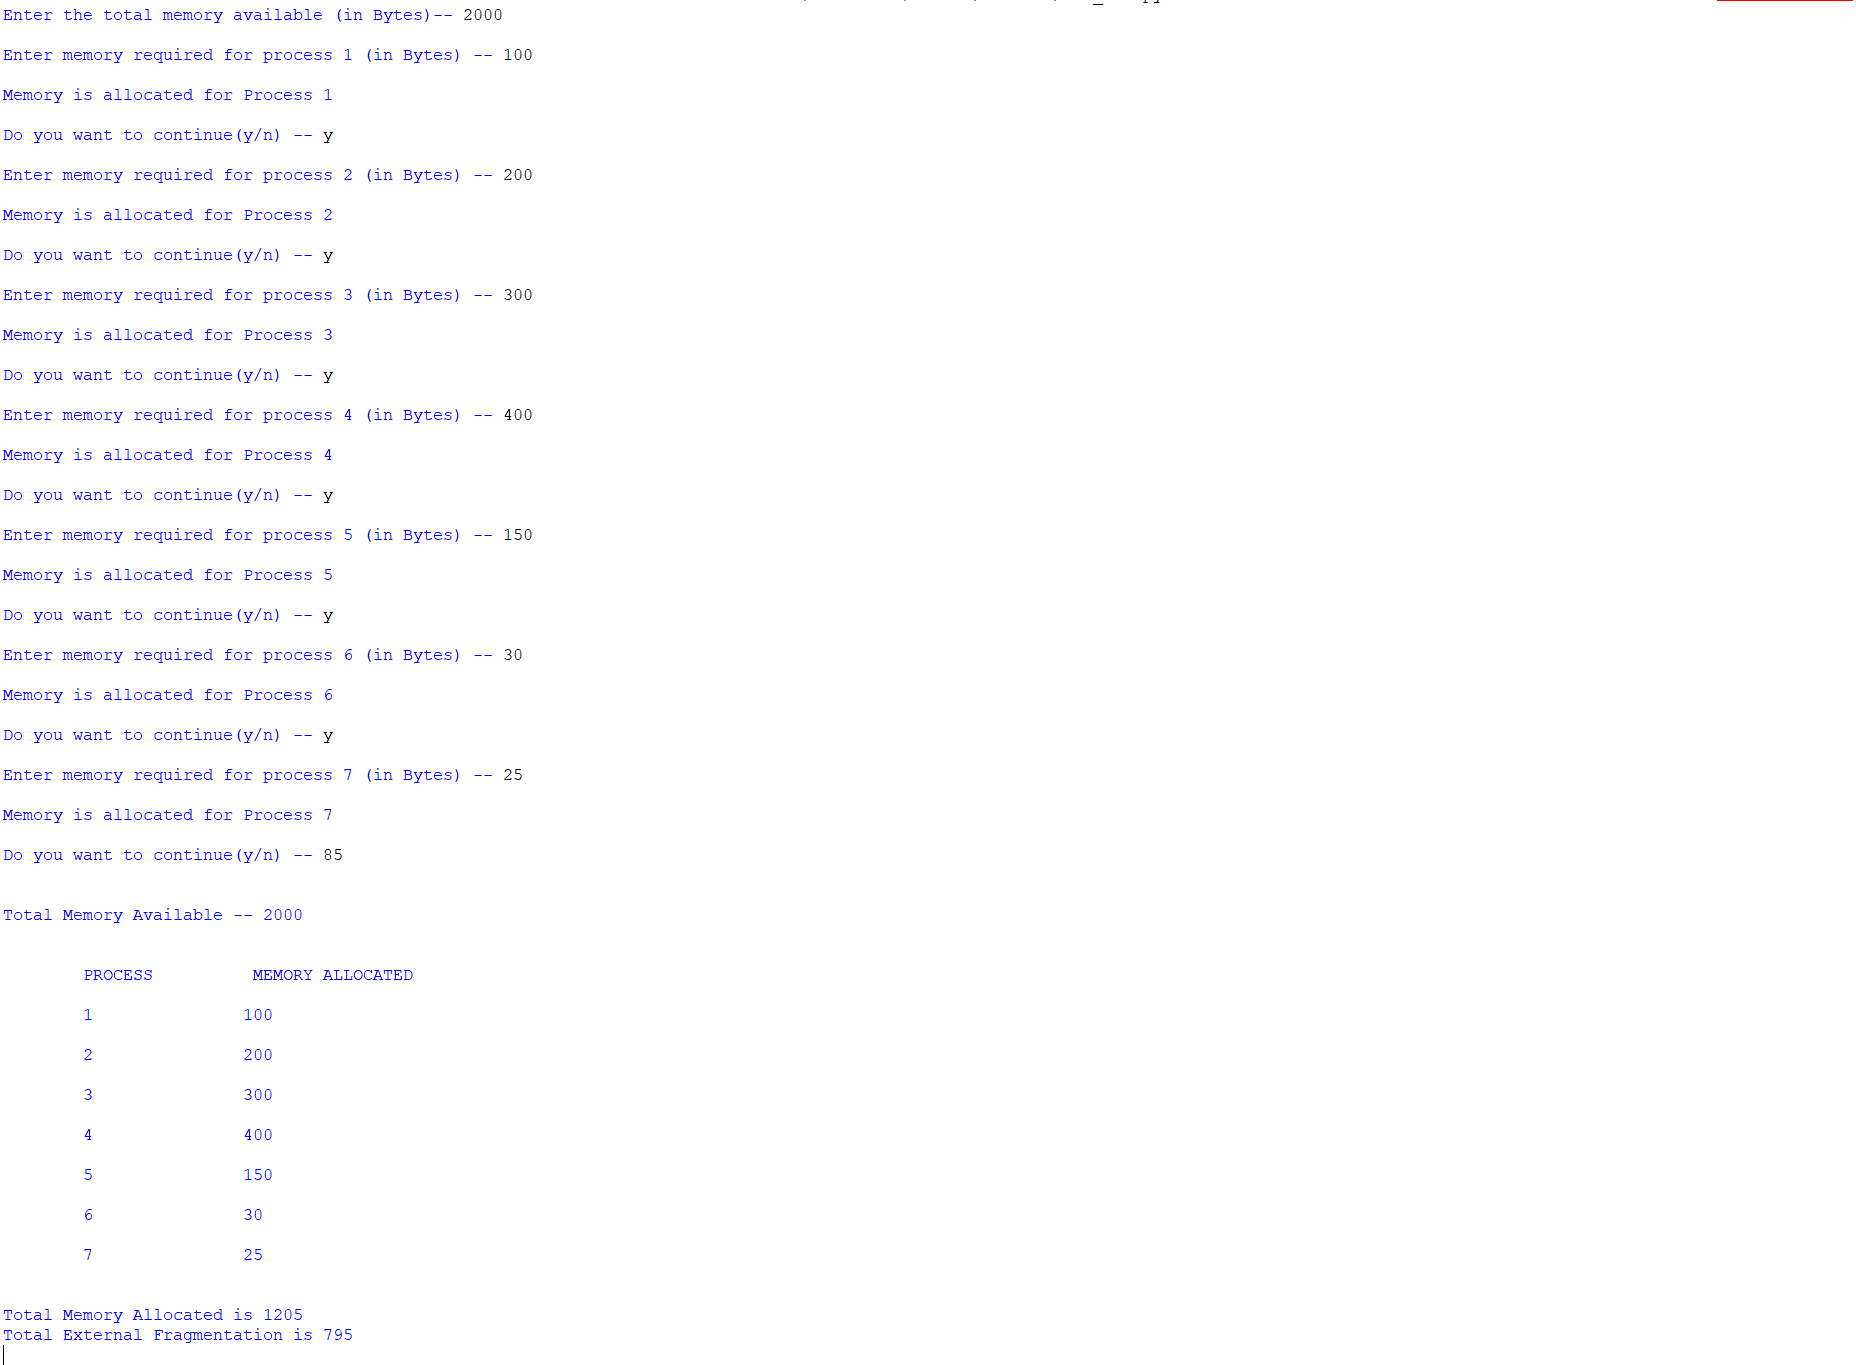 Enter the total memory available (in Bytes)-- 2000
Enter memory required for process 1 (in Bytes) -- 100
Memory is allocated for Process 1
Do you want to continue(y/n) -- y
Enter memory required for process 2 (in Bytes) -- 200
Memory is allocated for Process 2
Do you want to continue(y/n) -- y
Enter memory required for process 3 (in Bytes) -- 300
Memory is allocated for Process 3
Do you want to continue(y/n) -- y
Enter memory required for process 4 (in Bytes) -- 400
Memory is allocated for Process 4
Do you want to continue(y/n) -- y
Enter memory required for process 5 (in Bytes) -- 150
Memory is allocated for Process 5
Do you want to continue(y/n) -- y
Enter memory required for process 6 (in Bytes) -- 30
Memory is allocated for Process 6
Do you want to continue(y/n) -- y
Enter memory required for process 7 (in Bytes) -- 25
Memory is allocated for Process 7
Do you want to continue(y/n) -- 85
Total Memory Available -- 2000
PROCESS MEMORY ALLOCATED
1 100
2 200
3 300
4 400
5 150
6 30
7 25
Total Memory Allocated is 1205
Total External Fragmentation is 795